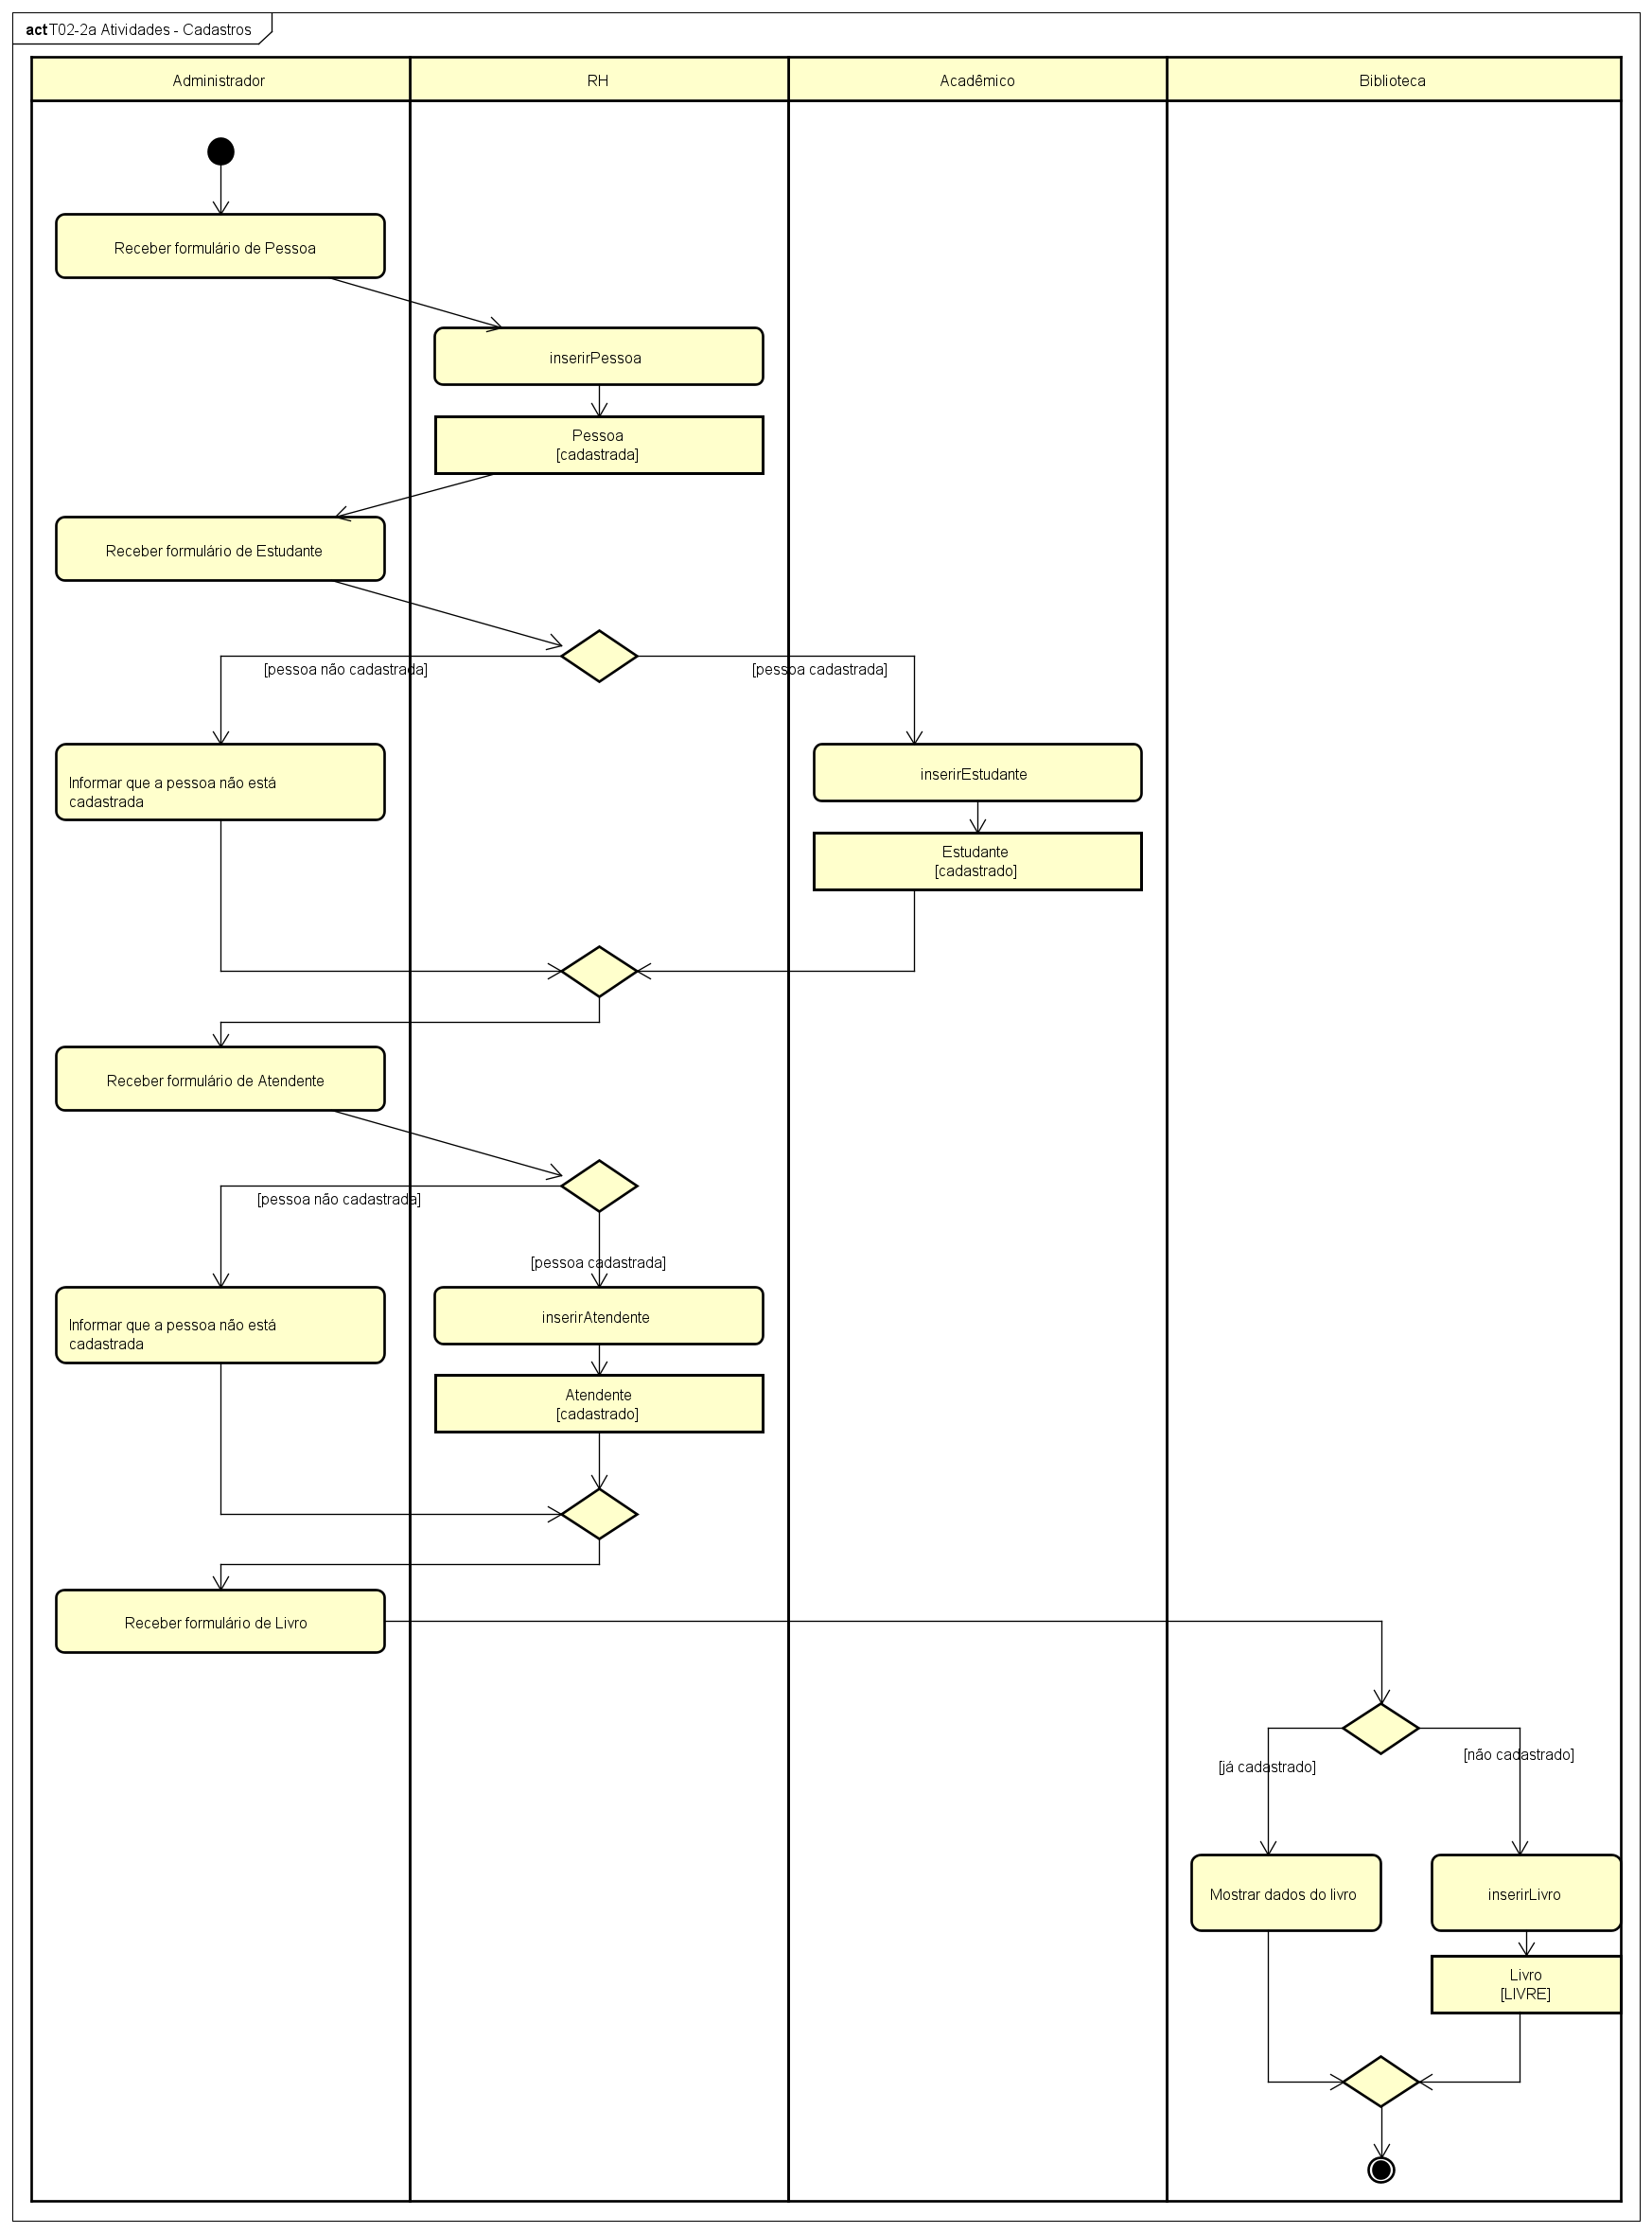 act T02-2a Atividades - Cadastros
Administrador
RH
Acadêmico
Biblioteca
Receber formulário de Pessoa
inserirPessoa
Pessoa
[cadastrada]
Receber formulário de Estudante
[pessoa não cadastrada]
[pessoa cadastrada]
Informar que a pessoa não está
cadastrada
inserirEstudante
Estudante
[cadastrado]
Receber formulário de Atendente
[pessoa não cadastrada]
[pessoa cadastrada]
Informar que a pessoa não está
cadastrada
inserirAtendente
Atendente
[cadastrado]
Receber formulário de Livro
[já cadastrado]
[não cadastrado]
Mostrar dados do livro
inserirLivro
Livro
[LIVRE]